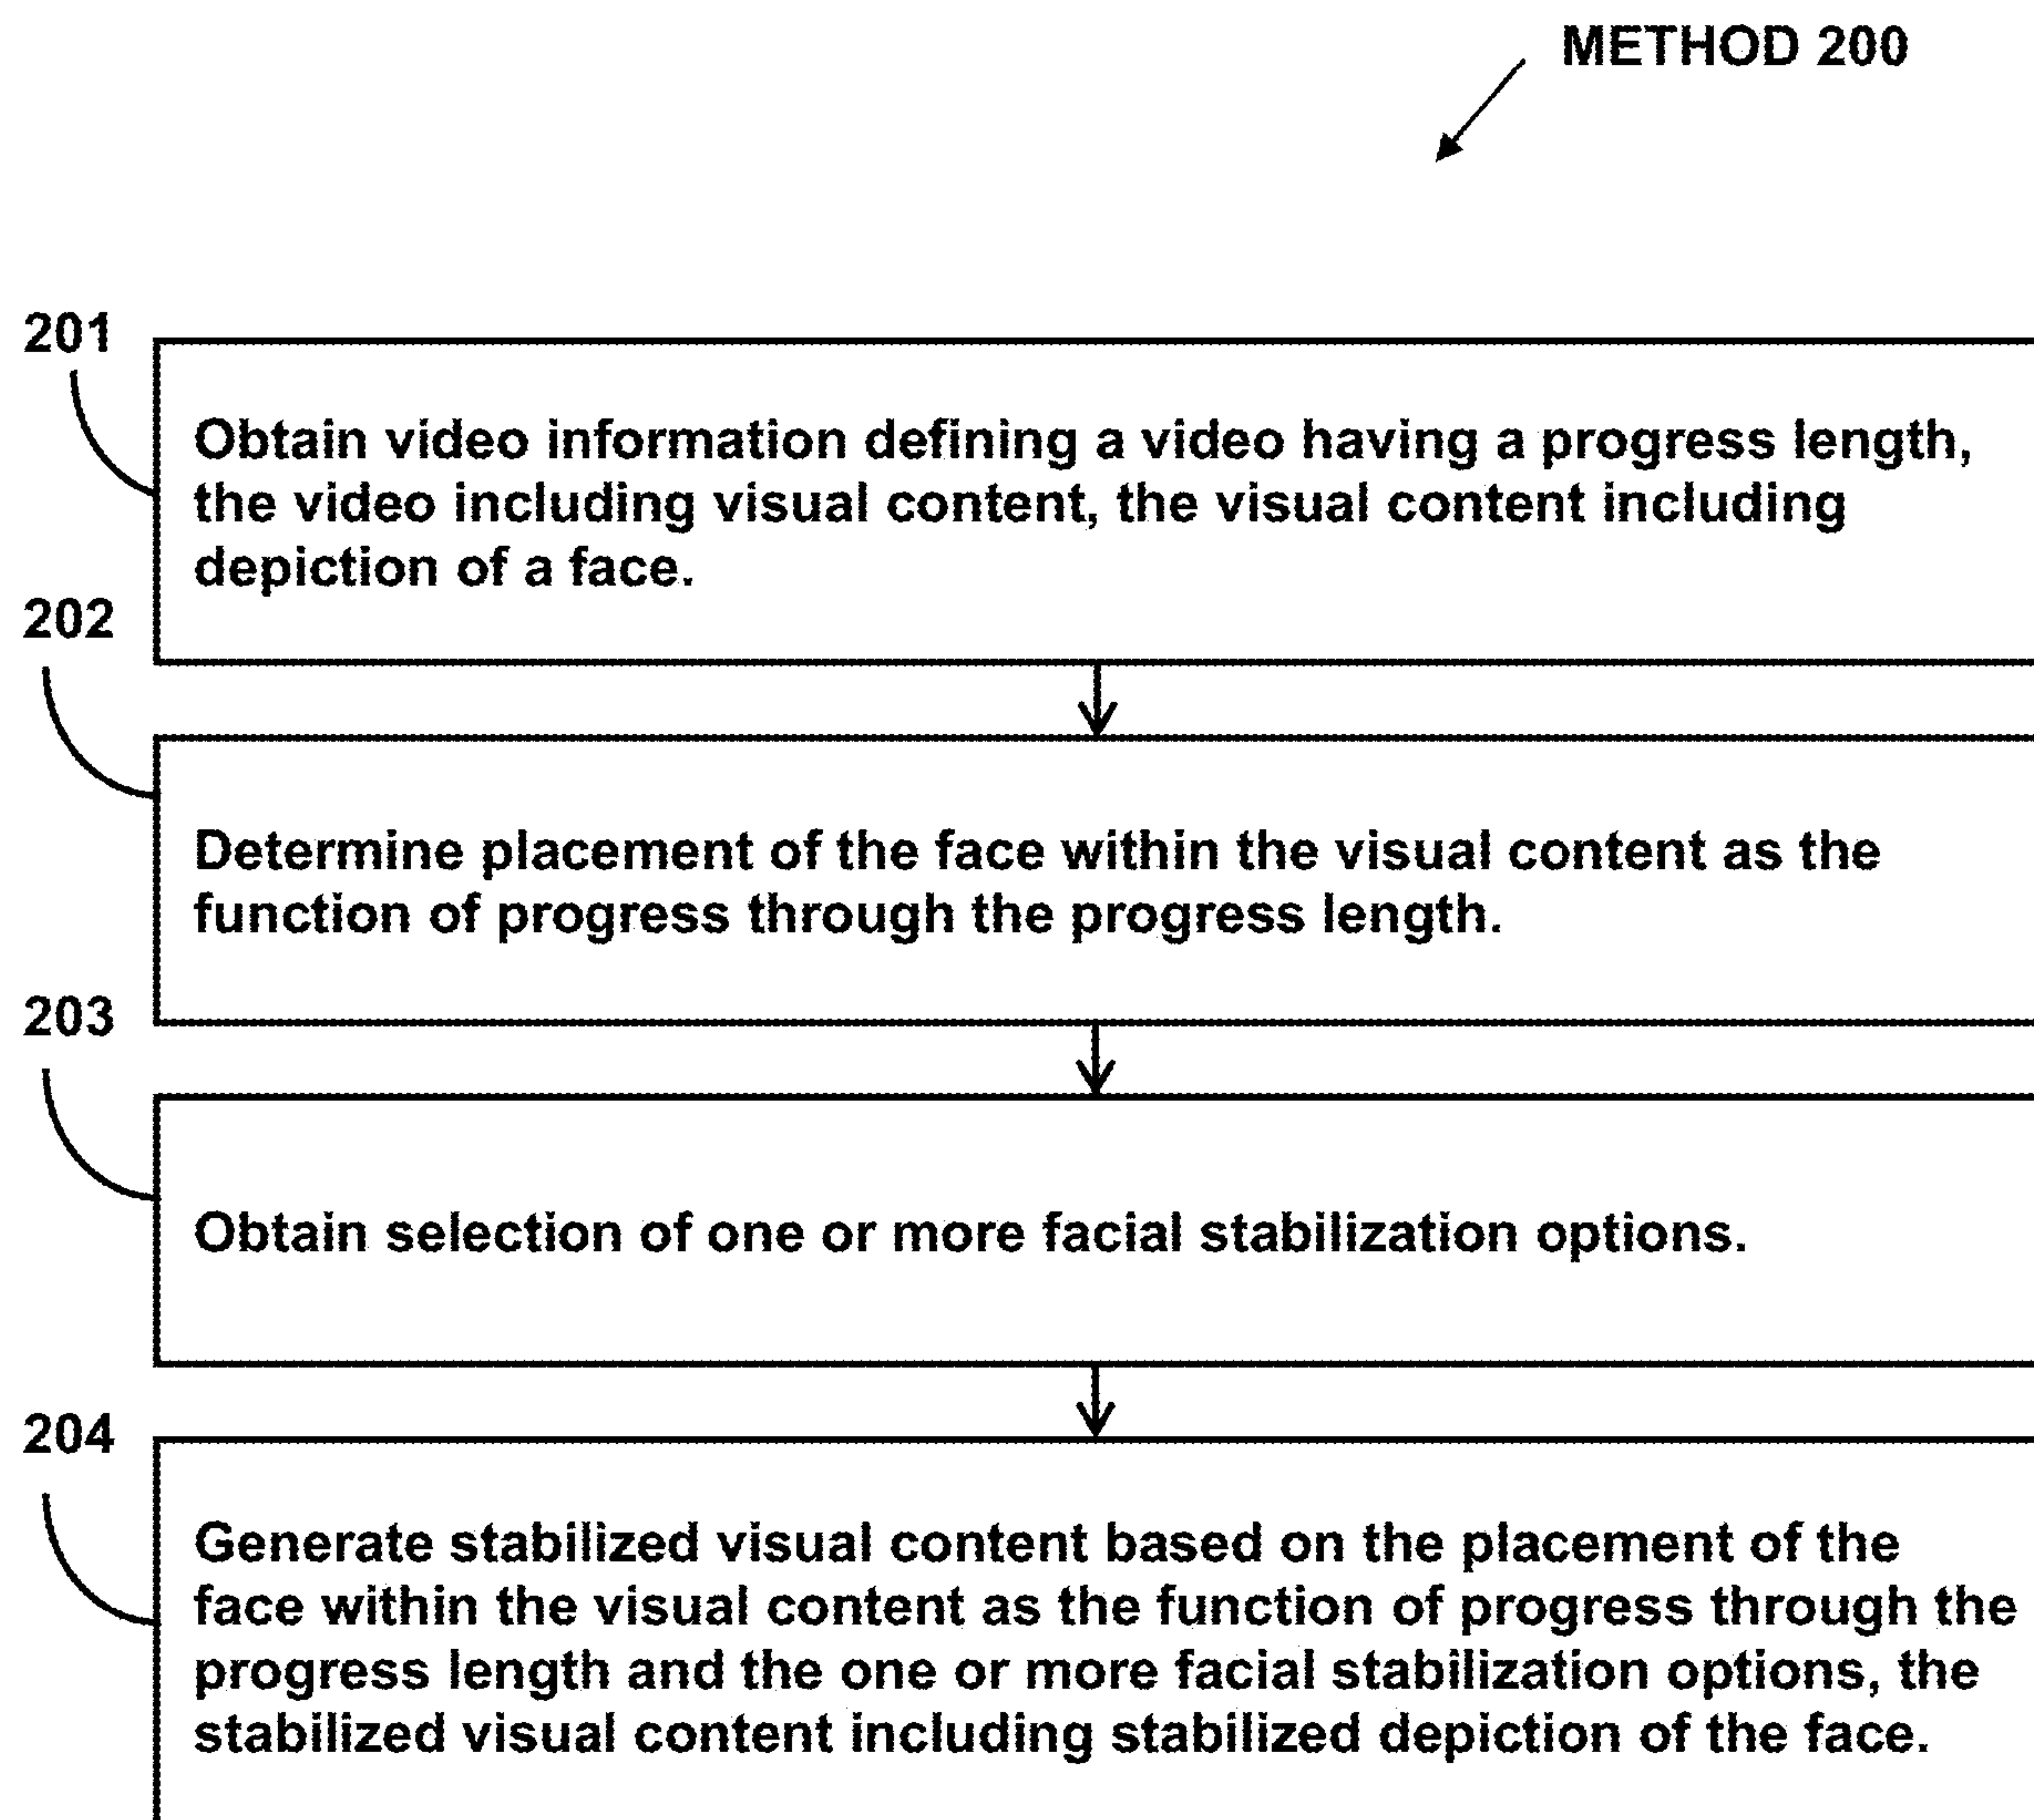 METHOD 200
201
Obtain video information defining a video having a progress length,
the video including visual content, the visual content including
depiction of a face.
202
Determine placement of the face within the visual content as the
function of progress through the progress length.
203
Obtain selection of one or more facial stabilization options.
204
Generate stabilized visual content based on the placement of the
face within the visual content as the function of progress through the
progress length and the one or more facial stabilization options, the
stabilized visual content including stabilized depiction of the face.